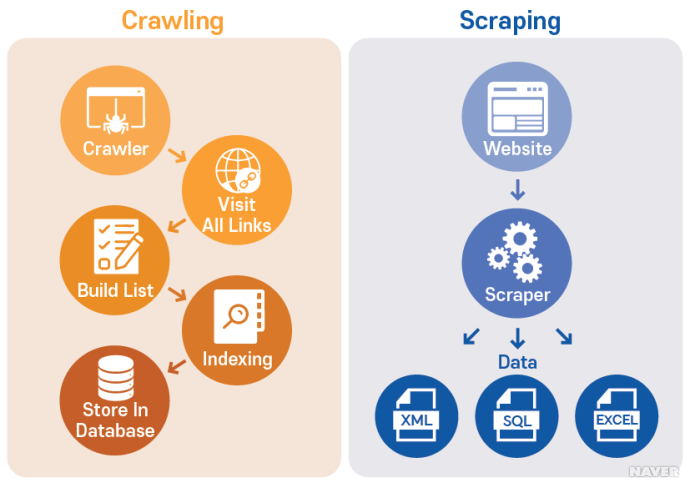 Crawling
Crawler
Visit
All Links
Build List
Indexing
Store In
Database
Scraping
Website
Scraper
Data
XML
SQL
EXCEL
NAVER